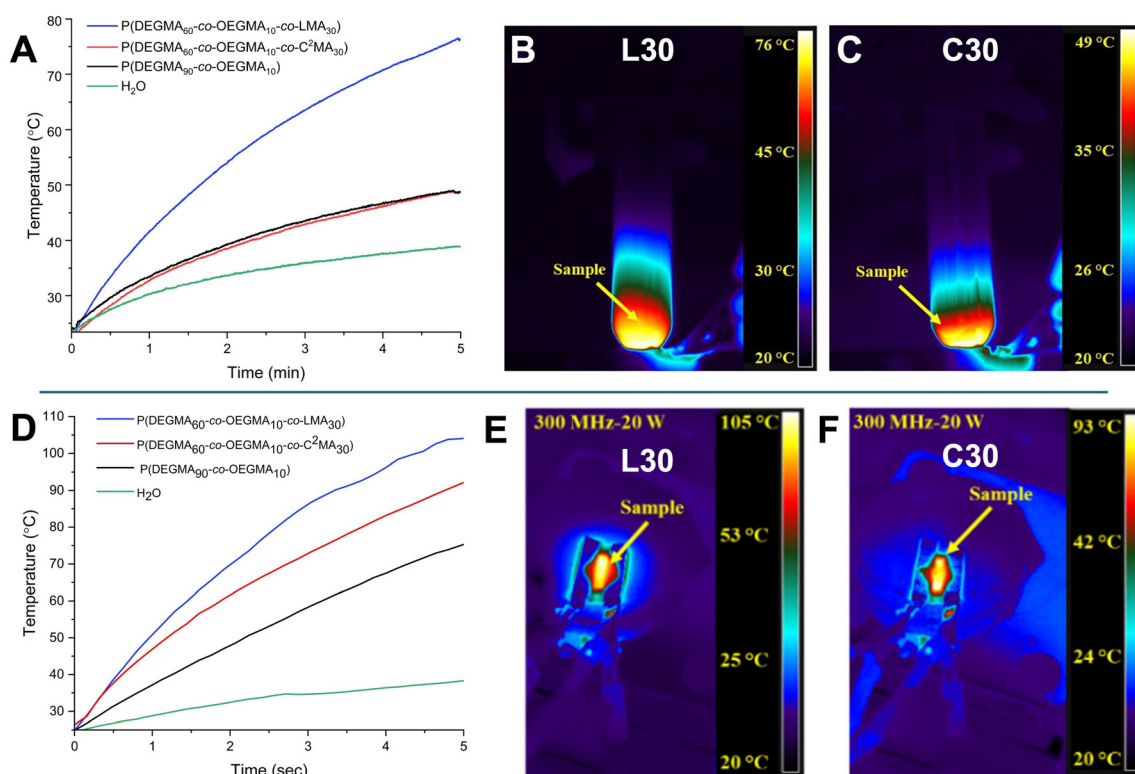 A
80
70
60
50
40
30
Temperature (°C)
P(DEGMA₆₀-co-OEGMA₁₀-co-LMA₃₀)
P(DEGMA₆₀-co-OEGMA₁₀-co-C²MA₃₀)
P(DEGMA₉₀-co-OEGMA₁₀)
H₂O
0 1 2 3 4 5
Time (min)
B
L30
76 °C
45 °C
30 °C
20 °C
Sample
C
C30
49 °C
35 °C
26 °C
20 °C
Sample
D
110
100
90
80
70
60
50
40
30
Temperature (°C)
P(DEGMA₆₀-co-OEGMA₁₀-co-LMA₃₀)
P(DEGMA₆₀-co-OEGMA₁₀-co-C²MA₃₀)
P(DEGMA₉₀-co-OEGMA₁₀)
H₂O
0 1 2 3 4 5
Time (sec)
E
300 MHz-20 W
L30
Sample
105 °C
53 °C
25 °C
20 °C
F
300 MHz-20 W
C30
Sample
93 °C
42 °C
24 °C
20 °C